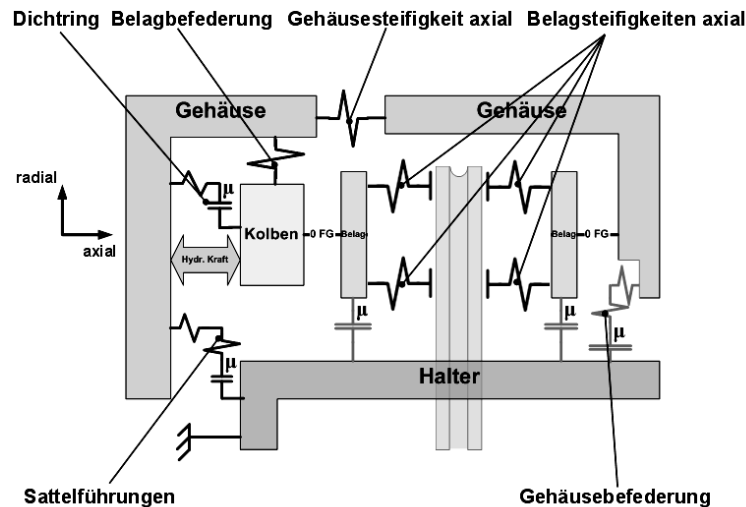 Dichtring Belagbefederung Gehäusesteifigkeit axial Belagsteifigkeiten axial
Gehäuse
Gehäuse
radial
axial
μ
Kolben
0 FG
Belag
Belag
0 FG
Hydr. Kraft
μ
μ
μ
μ
Halter
Sattelführungen
Gehäusebefederung